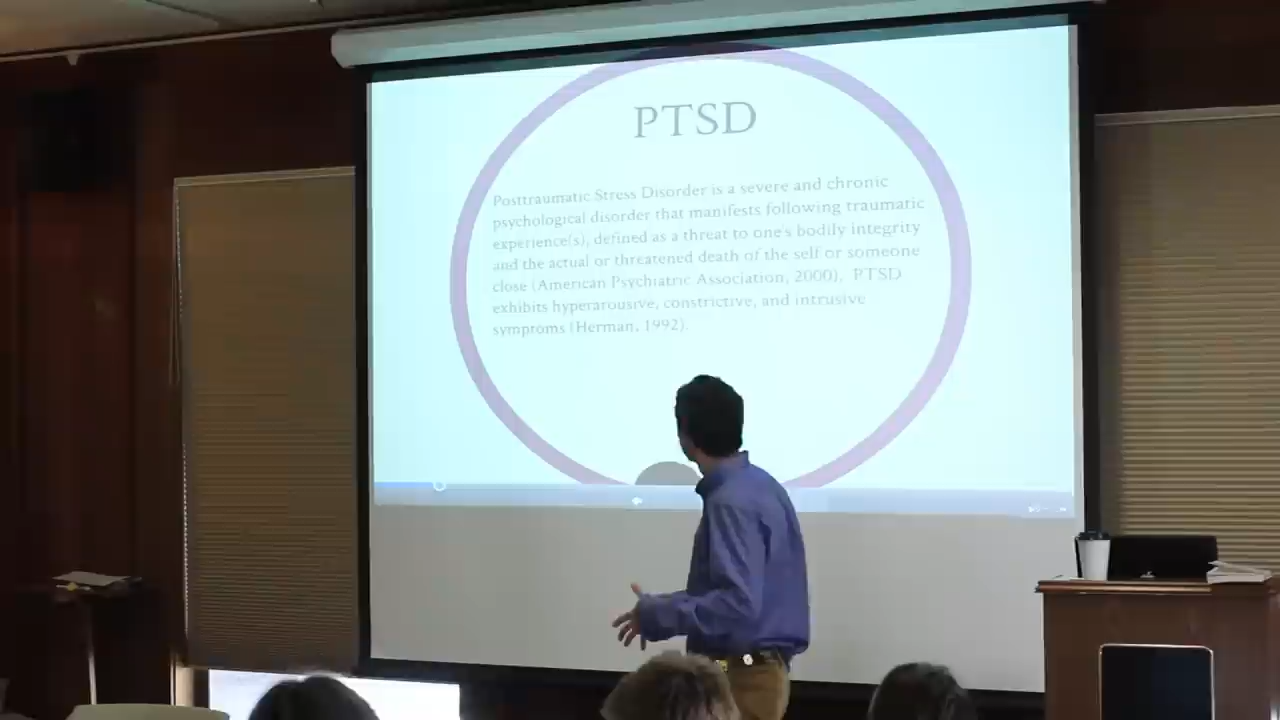 PTSD
Posttraumatic Stress Disorder is a severe and chronic
psychological disorder that manifests following traumatic
experience(s), defined as a threat to one's bodily integrity
and the actual or threatened death of the self or someone
close (American Psychiatric Association, 2000). PTSD
exhibits hyperarousive, constrictive, and intrusive
symptoms (Herman, 1992).